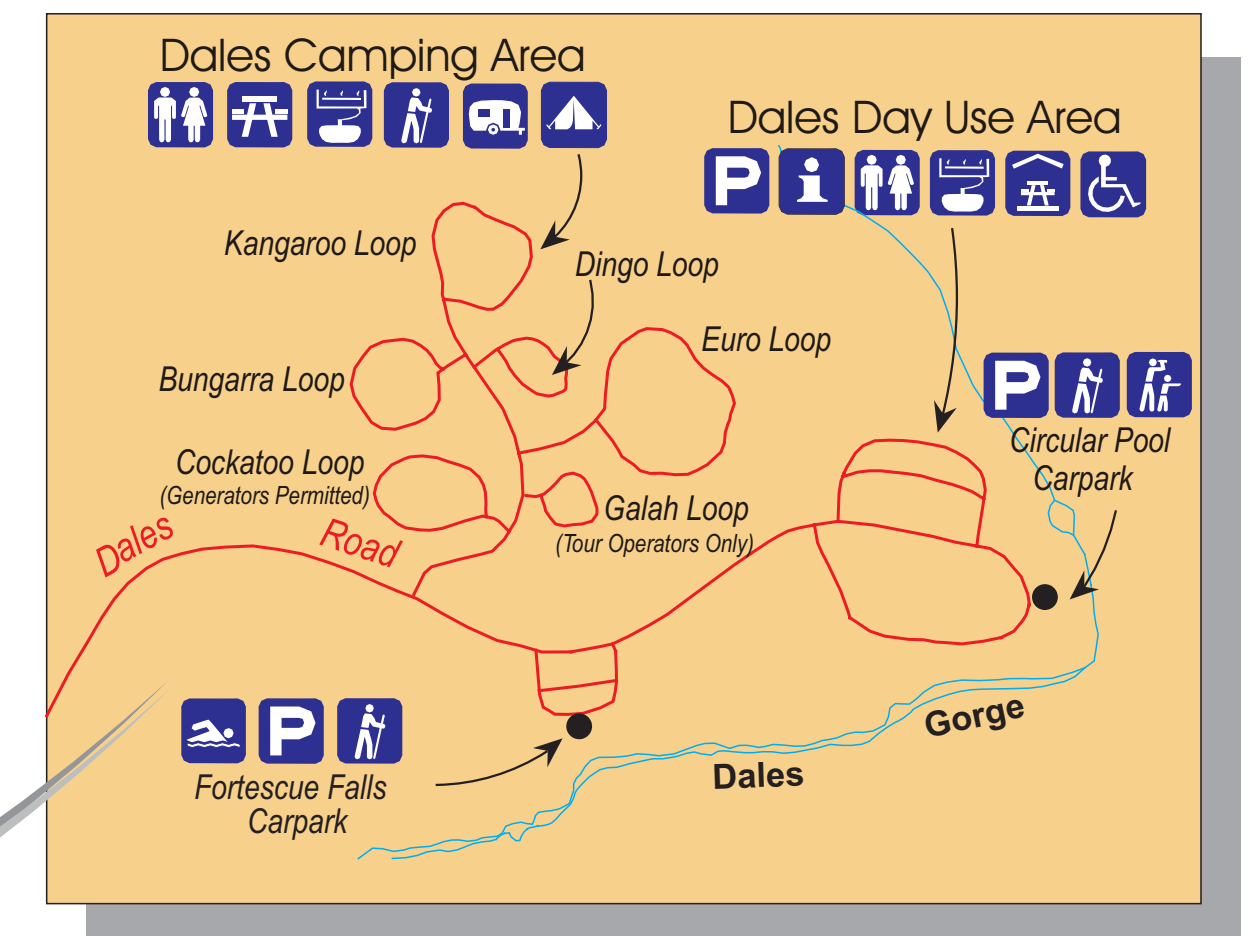 Dales Camping Area
Dales Day Use Area
P
i
Kangaroo Loop
Dingo Loop
Euro Loop
Bungarra Loop
P
Circular Pool
Carpark
Cockatoo Loop
(Generators Permitted)
Galah Loop
(Tour Operators Only)
Dales Road
P
Fortescue Falls
Carpark
Dales Gorge